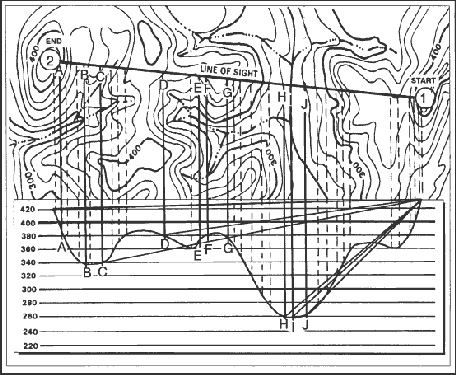 END
400
2
A
B
C
LINE OF SIGHT
D
E
G
H
I
J
START
1
400
400
300
300
300
420
400
380
360
340
320
300
280
260
240
220
A
B C
D
E F G
H I J